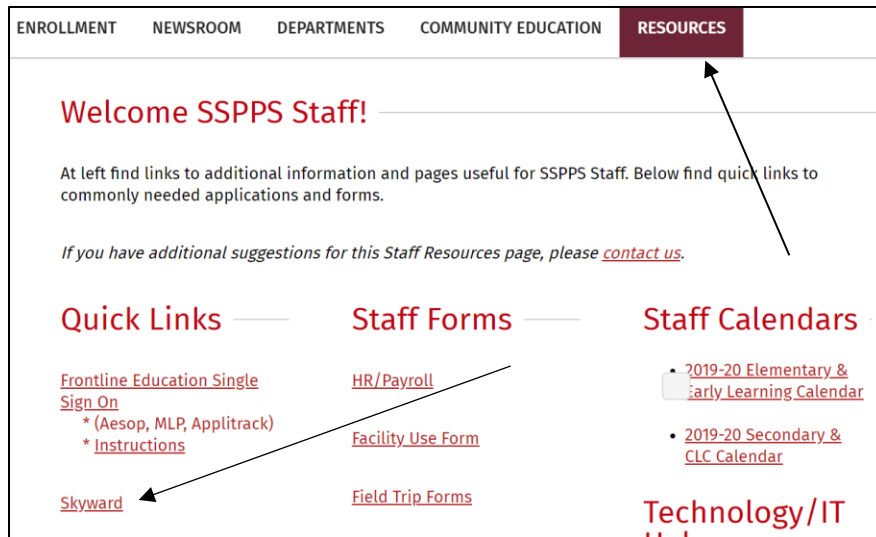 ENROLLMENT NEWSROOM DEPARTMENTS COMMUNITY EDUCATION RESOURCES
Welcome SSPPS Staff!
At left find links to additional information and pages useful for SSPPS Staff. Below find quick links to
commonly needed applications and forms.
If you have additional suggestions for this Staff Resources page, please contact us.
Quick Links
Frontline Education Single
Sign On
* (Aesop, MLP, Applitrack)
* Instructions
Skyward
Staff Forms
HR/Payroll
Facility Use Form
Field Trip Forms
Staff Calendars
• 2019-20 Elementary &
Early Learning Calendar
• 2019-20 Secondary &
CLC Calendar
Technology/IT